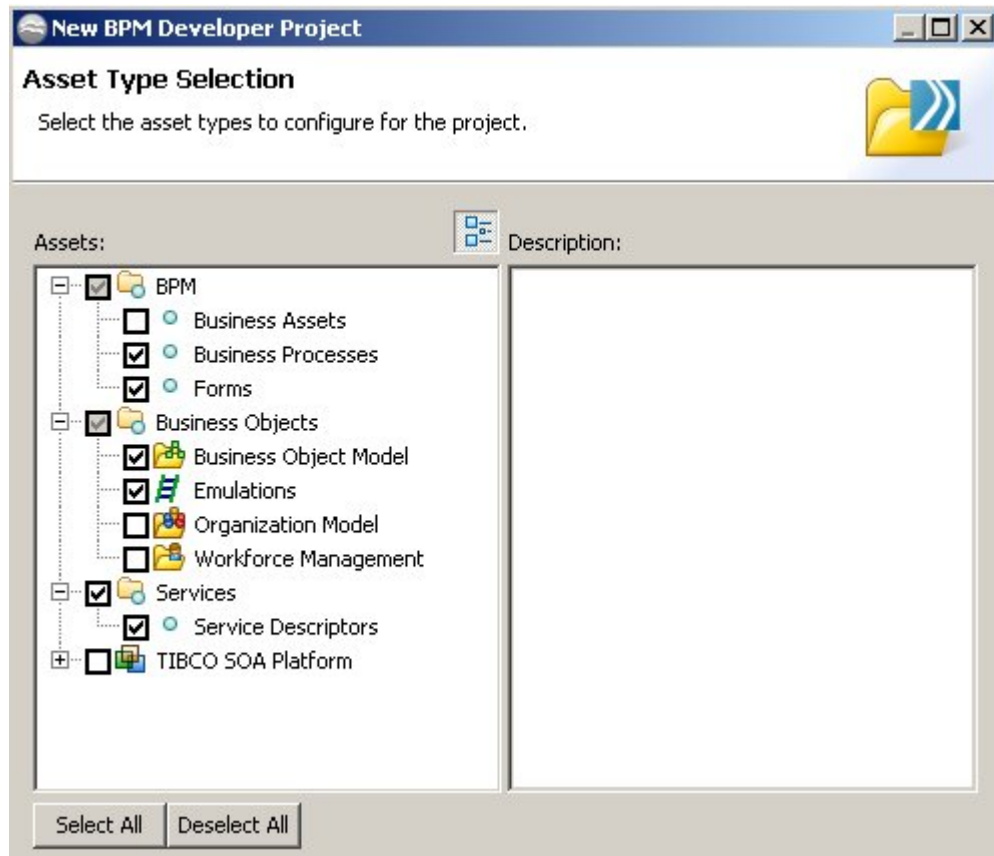 New BPM Developer Project
Asset Type Selection
Select the asset types to configure for the project.
Assets:
Description:
BPM
Business Assets
Business Processes
Forms
Business Objects
Business Object Model
Emulations
Organization Model
Workforce Management
Services
Service Descriptors
TIBCO SOA Platform
Select All
Deselect All